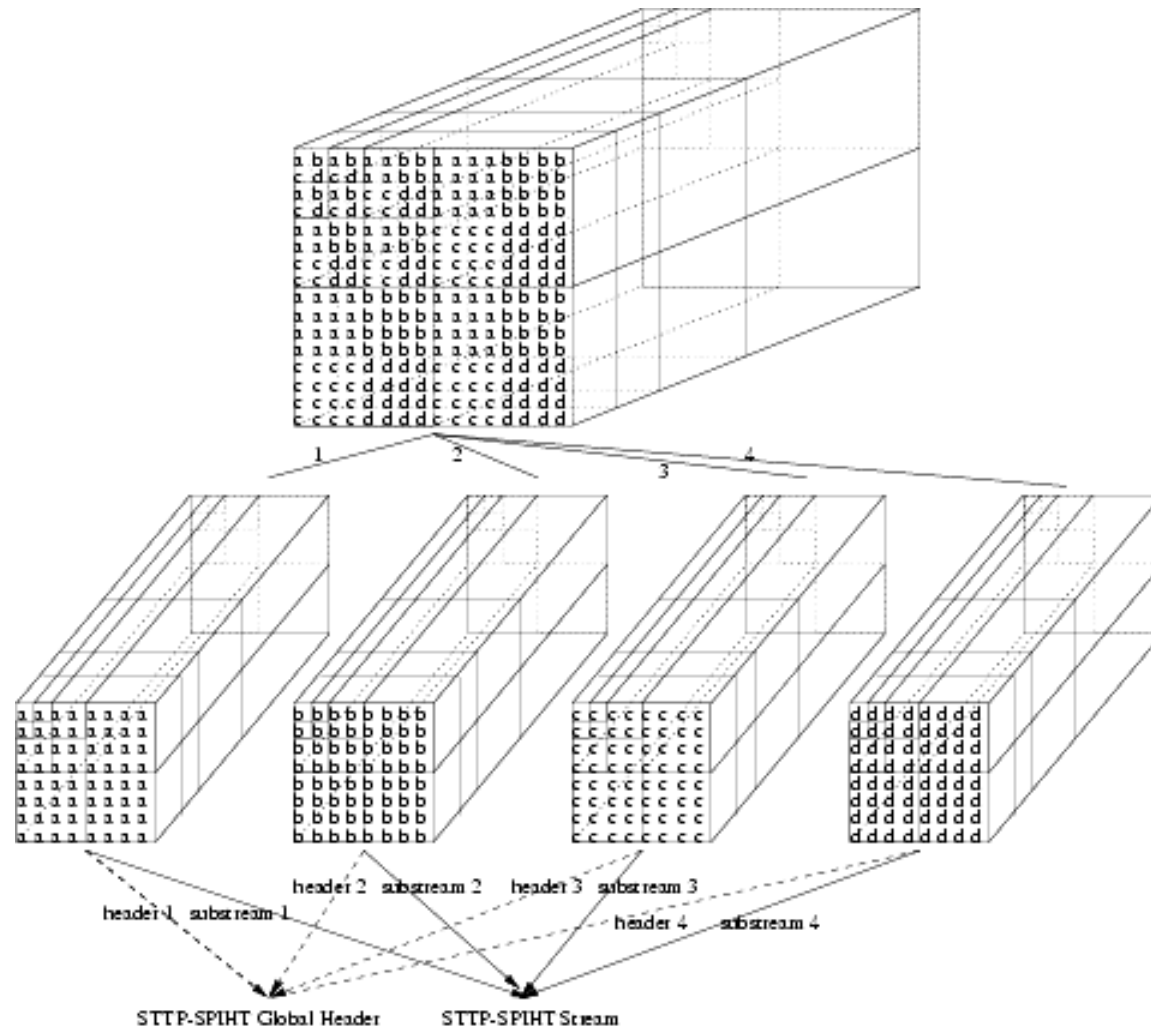 a b a b a a b b a a a a b b b b
c d c d a a b b a a a a b b b b
a b a b c c d d a a a a b b b b
c d c d c c d d a a a a b b b b
a a b b a a b b c c c c d d d d
a a b b a a b b c c c c d d d d
c c d d c c d d c c c c d d d d
c c d d c c d d c c c c d d d d
a a a a b b b b a a a a b b b b
a a a a b b b b a a a a b b b b
a a a a b b b b a a a a b b b b
a a a a b b b b a a a a b b b b
c c c c d d d d c c c c d d d d
c c c c d d d d c c c c d d d d
c c c c d d d d c c c c d d d d
c c c c d d d d c c c c d d d d
1 2 3 4
a a a a a a a a b b b b b b b b c c c c c c c c d d d d d d d d
a a a a a a a a b b b b b b b b c c c c c c c c d d d d d d d d
a a a a a a a a b b b b b b b b c c c c c c c c d d d d d d d d
a a a a a a a a b b b b b b b b c c c c c c c c d d d d d d d d
a a a a a a a a b b b b b b b b c c c c c c c c d d d d d d d d
a a a a a a a a b b b b b b b b c c c c c c c c d d d d d d d d
a a a a a a a a b b b b b b b b c c c c c c c c d d d d d d d d
a a a a a a a a b b b b b b b b c c c c c c c c d d d d d d d d
header 2 substream 2 header 3 substream 3
header 1 substream 1 header 4 substream 4
STTP-SPIHT Global Header STTP-SPIHT Stream